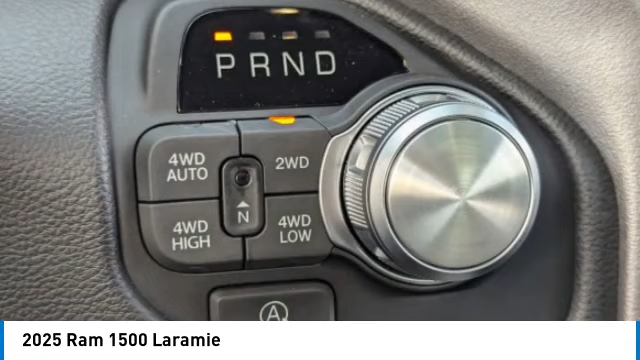 P R N D
4WD
AUTO
2WD
N
4WD
HIGH
4WD
LOW
A
2025 Ram 1500 Laramie